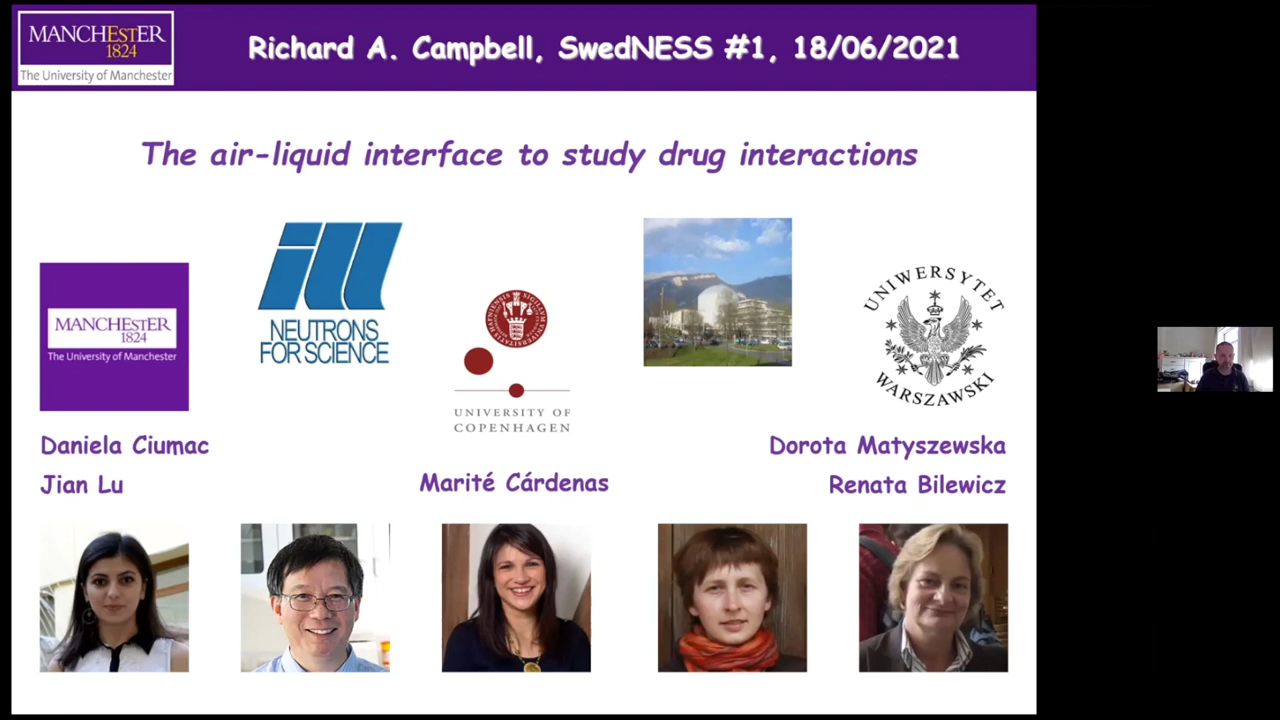 MANCHESTER
1824
The University of Manchester
Richard A. Campbell, SwedNESS #1, 18/06/2021
The air-liquid interface to study drug interactions
MANCHESTER
1824
The University of Manchester
ill
NEUTRONS
FOR SCIENCE
UNIVERSITY OF
COPENHAGEN
UNIWERSYTET
WARSZAWSKI
Daniela Ciumac
Jian Lu
Marité Cárdenas
Dorota Matyszewska
Renata Bilewicz